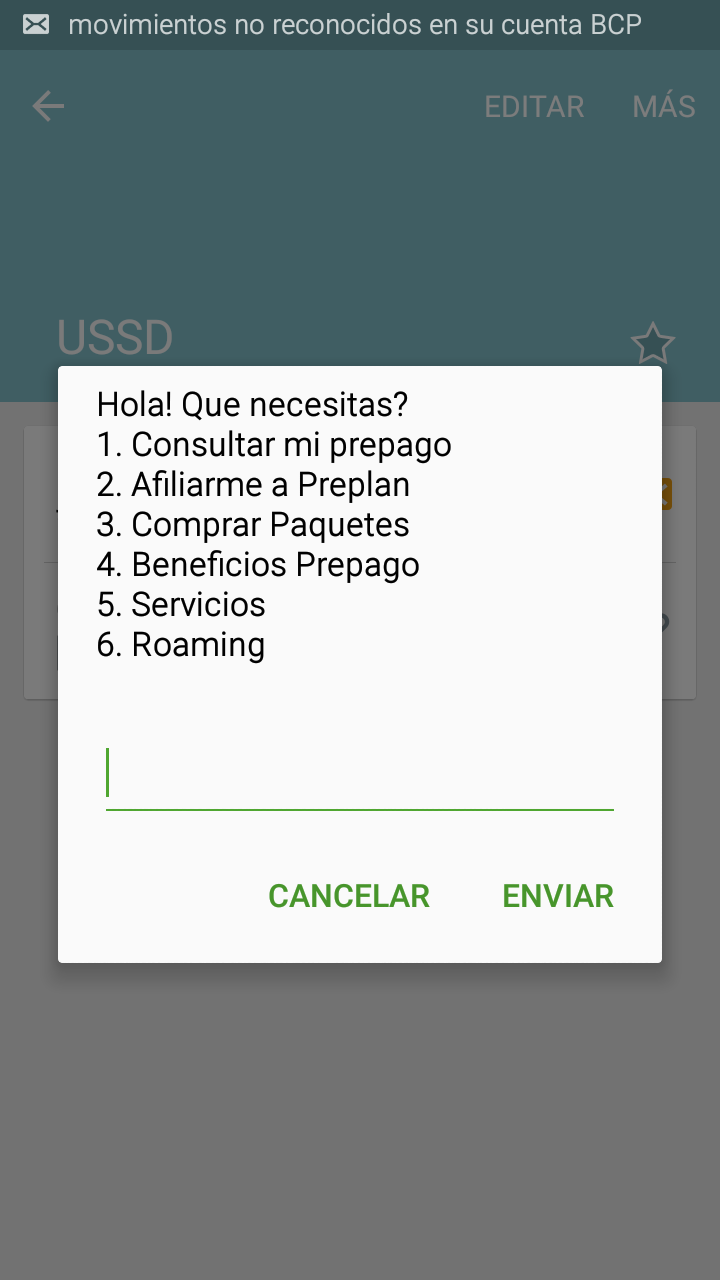 movimientos no reconocidos en su cuenta BCP
EDITAR MÁS
USSD
Hola! Que necesitas?
1. Consultar mi prepago
2. Afiliarme a Preplan
3. Comprar Paquetes
4. Beneficios Prepago
5. Servicios
6. Roaming
CANCELAR ENVIAR